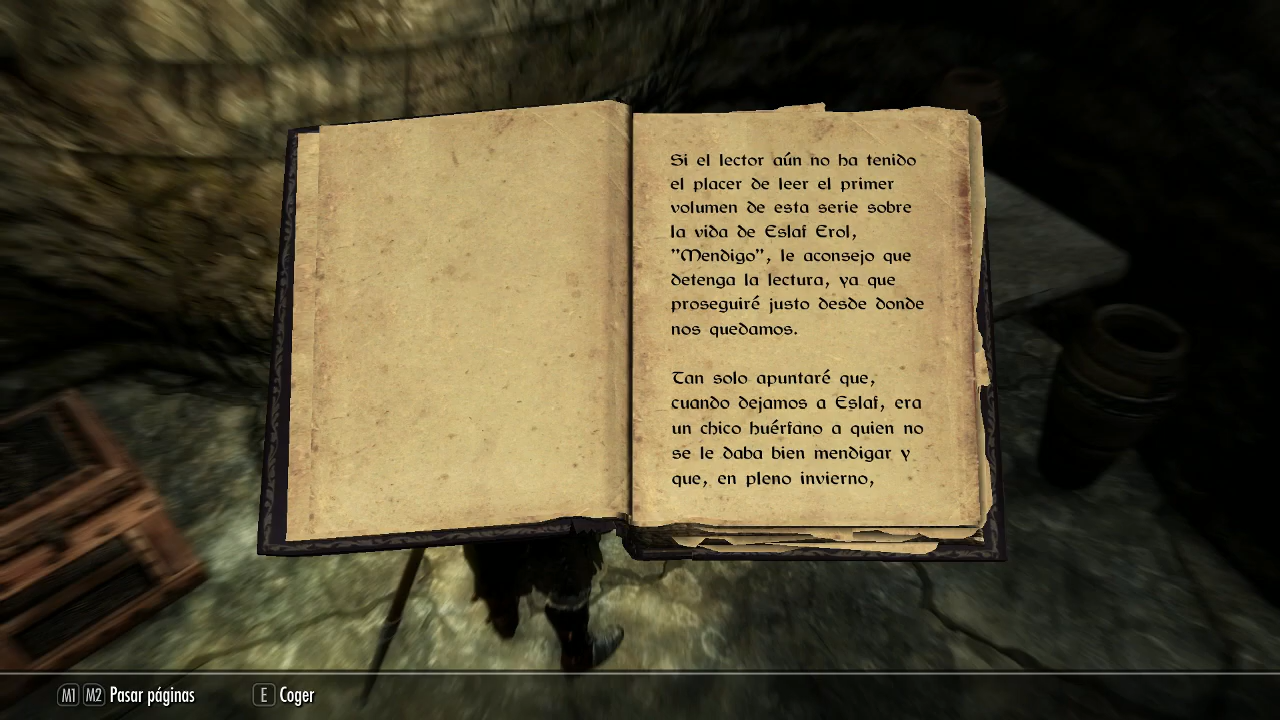 Si el lector aún no ha tenido
el placer de leer el primer
volumen de esta serie sobre
la vida de Eslaf Erol,
"Mendigo", le aconsejo que
detenga la lectura, ya que
proseguiré justo desde donde
nos quedamos.
Tan solo apuntaré que,
cuando dejamos a Eslaf, era
un chico huérfano a quien no
se le daba bien mendigar y
que, en pleno invierno,
M1 M2 Pasar páginas E Coger